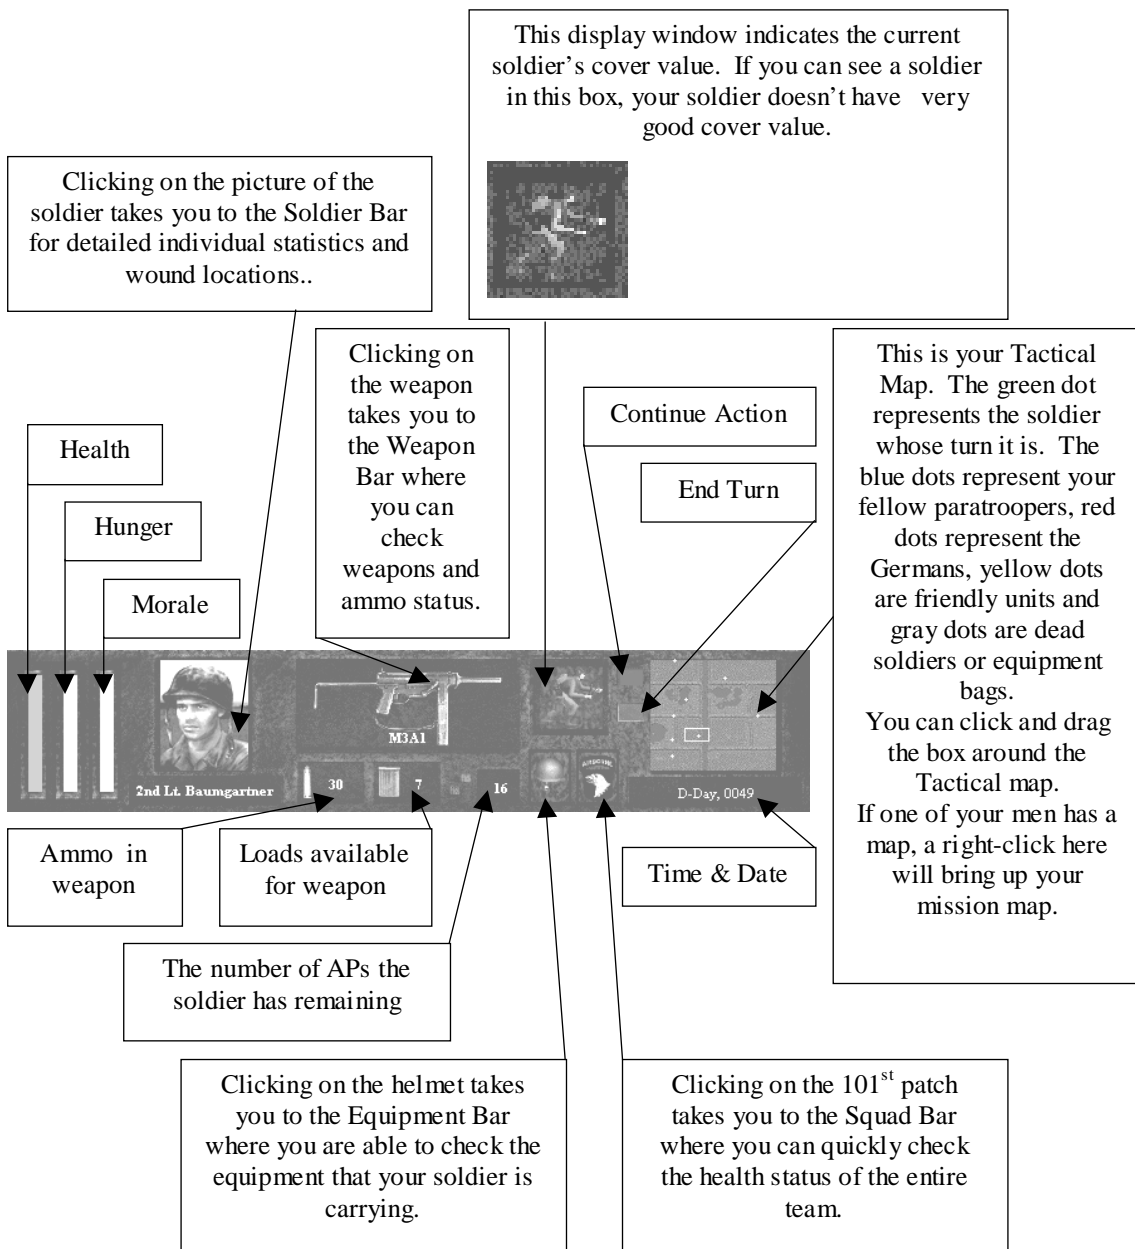 This display window indicates the current
soldier’s cover value.  If you can see a soldier
in this box, your soldier doesn’t have   very
good cover value.
Clicking on the picture of the
soldier takes you to the Soldier Bar
for detailed individual statistics and
wound locations..
Clicking on
the weapon
takes you to
the Weapon
Bar where
you can
check
weapons and
ammo status.
Continue Action
End Turn
This is your Tactical
Map.  The green dot
represents the soldier
whose turn it is.  The
blue dots represent your
fellow paratroopers, red
dots represent the
Germans, yellow dots
are friendly units and
gray dots are dead
soldiers or equipment
bags.
You can click and drag
the box around the
Tactical map.
If one of your men has a
map, a right-click here
will bring up your
mission map.
Health
Hunger
Morale
M3A1
2nd Lt. Baumgartner
30
7
16
AIRBORNE
D-Day, 0049
Ammo  in
weapon
Loads available
for weapon
Time & Date
The number of APs the
soldier has remaining
Clicking on the helmet takes
you to the Equipment Bar
where you are able to check the
equipment that your soldier is
carrying.
Clicking on the 101st patch
takes you to the Squad Bar
where you can quickly check
the health status of the entire
team.